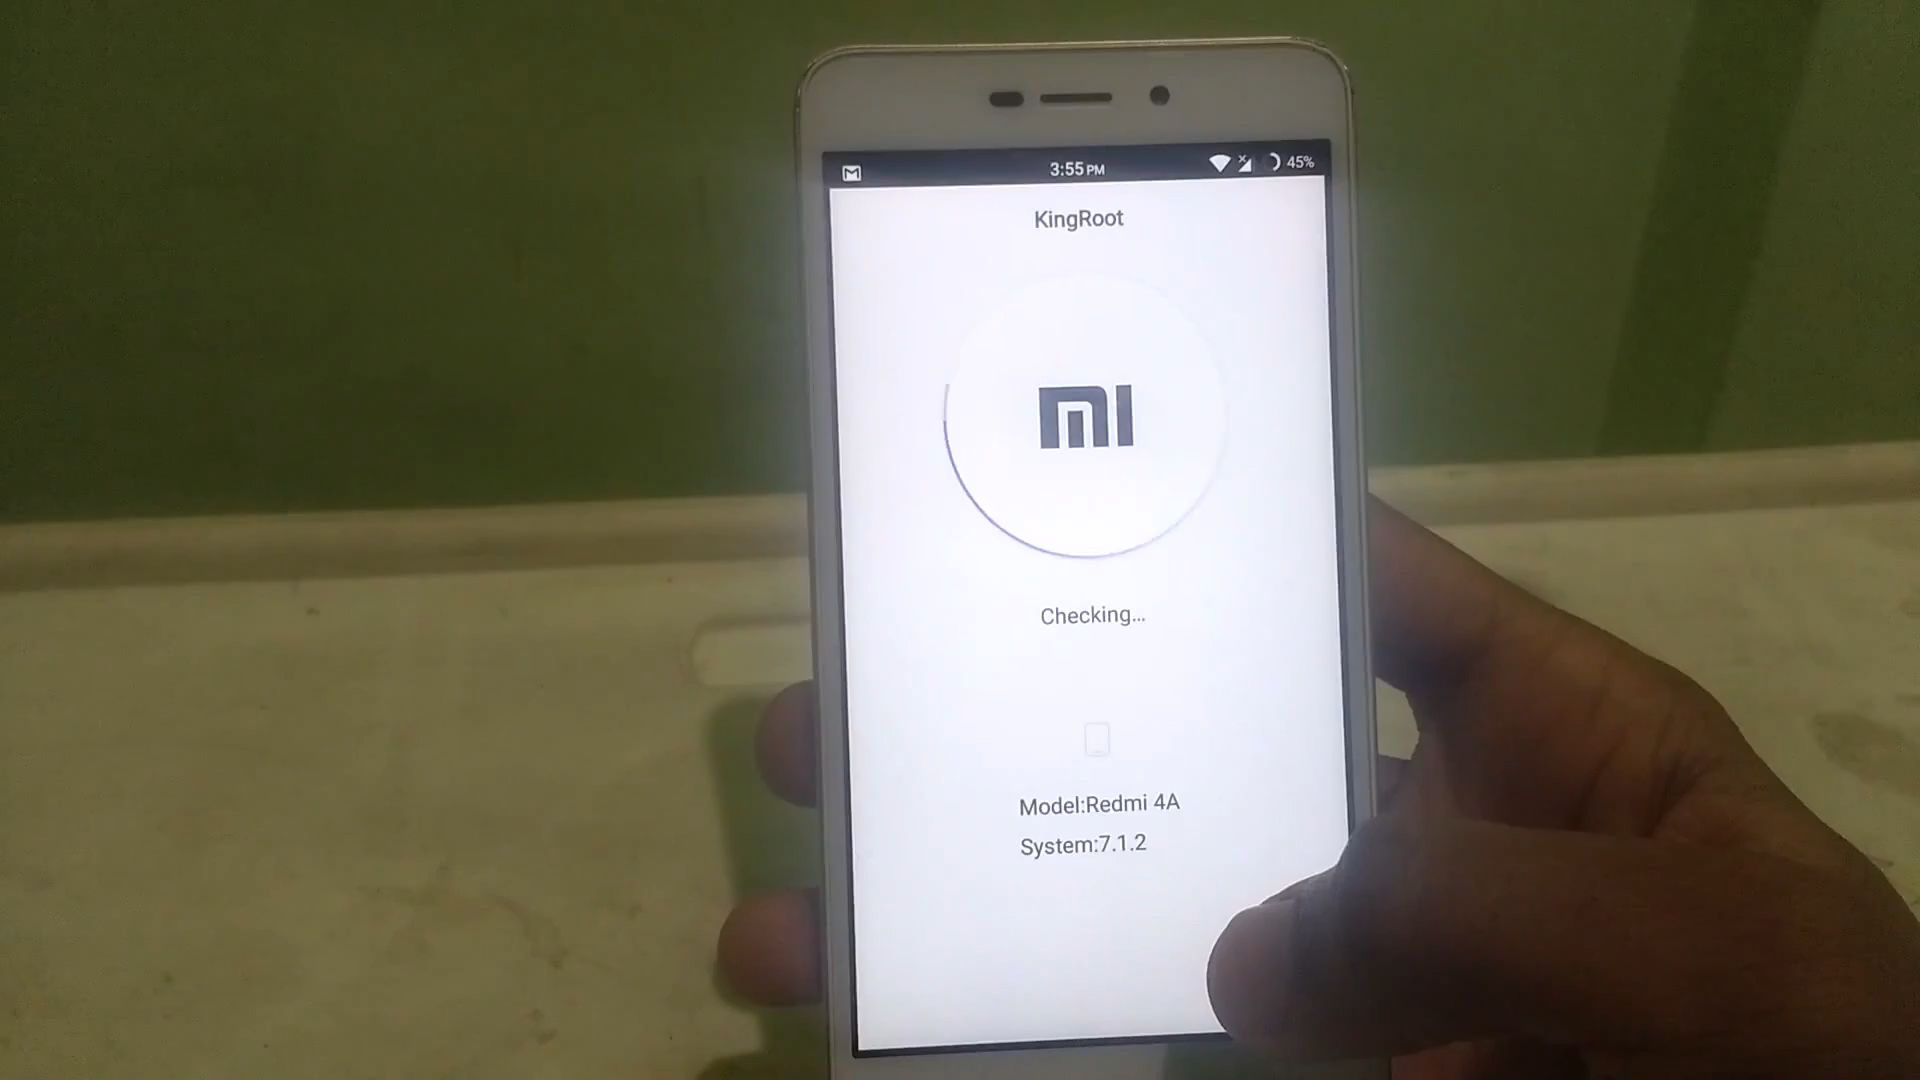 3:55 PM
45%
KingRoot
MI
Checking...
Model:Redmi 4A
System:7.1.2